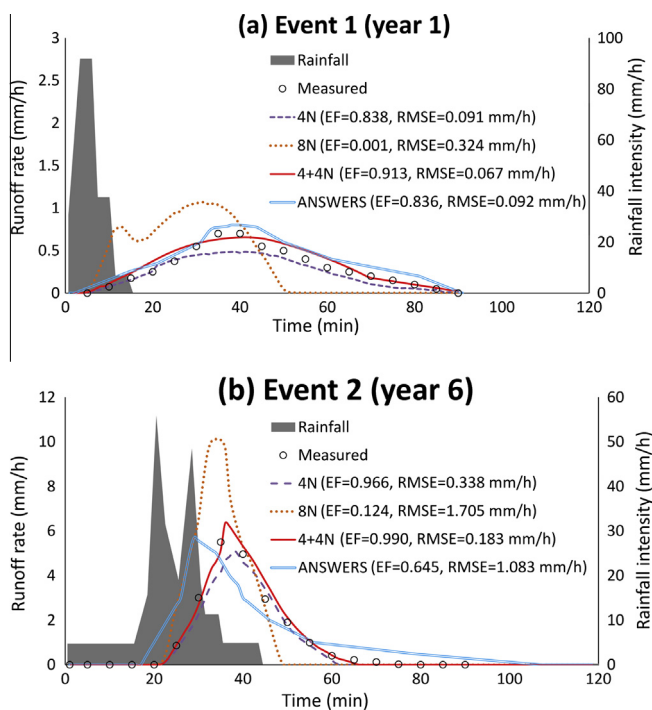 (a) Event 1 (year 1)
3
2.5
2
1.5
1
0.5
0
Runoff rate (mm/h)
Rainfall
Measured
4N (EF=0.838, RMSE=0.091 mm/h)
8N (EF=0.001, RMSE=0.324 mm/h)
4+4N (EF=0.913, RMSE=0.067 mm/h)
ANSWERS (EF=0.836, RMSE=0.092 mm/h)
100
80
60
40
20
0
Rainfall intensity (mm/h)
0 20 40 60 80 100 120
Time (min)
(b) Event 2 (year 6)
12
10
8
6
4
2
0
Runoff rate (mm/h)
Rainfall
Measured
4N (EF=0.966, RMSE=0.338 mm/h)
8N (EF=0.124, RMSE=1.705 mm/h)
4+4N (EF=0.990, RMSE=0.183 mm/h)
ANSWERS (EF=0.645, RMSE=1.083 mm/h)
60
50
40
30
20
10
0
Rainfall intensity (mm/h)
0 20 40 60 80 100 120
Time (min)